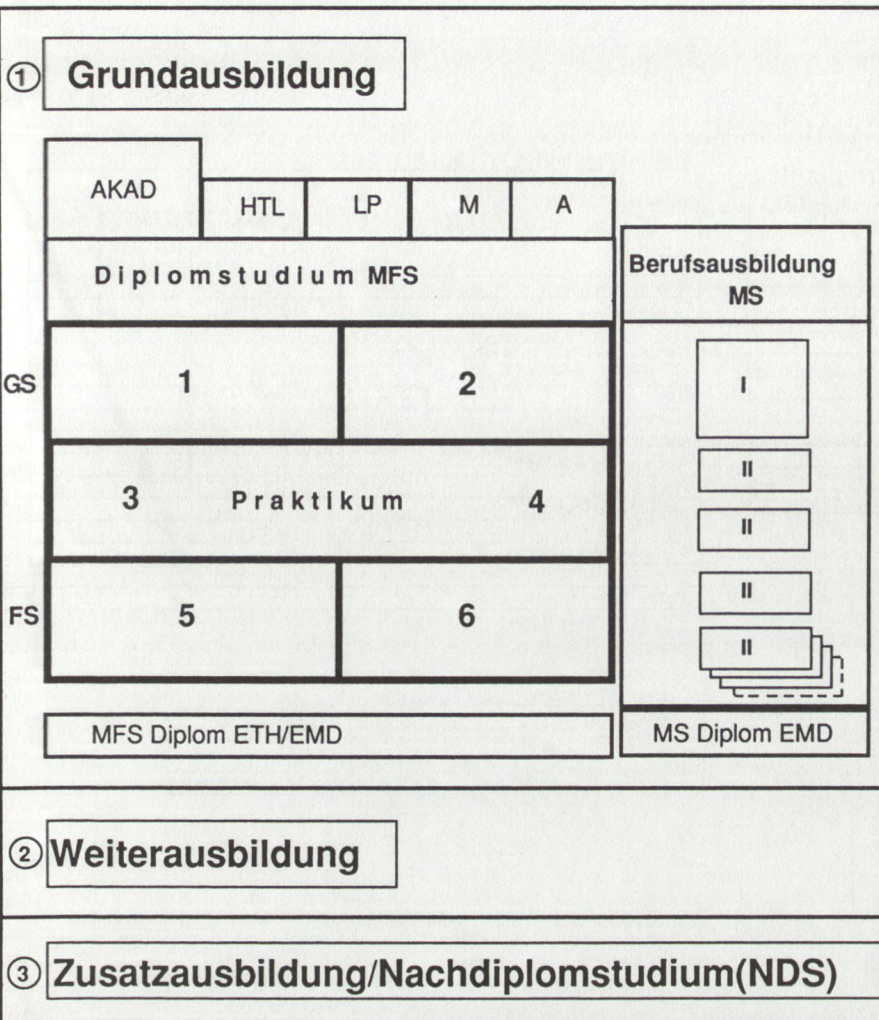 ① Grundausbildung
AKAD HTL LP M A
Diplomstudium MFS
Berufsausbildung
MS
GS 1 2 I
3 Praktikum 4 II
II
FS 5 6 II
II
MFS Diplom ETH/EMD MS Diplom EMD
② Weiterausbildung
③ Zusatzausbildung/Nachdiplomstudium(NDS)